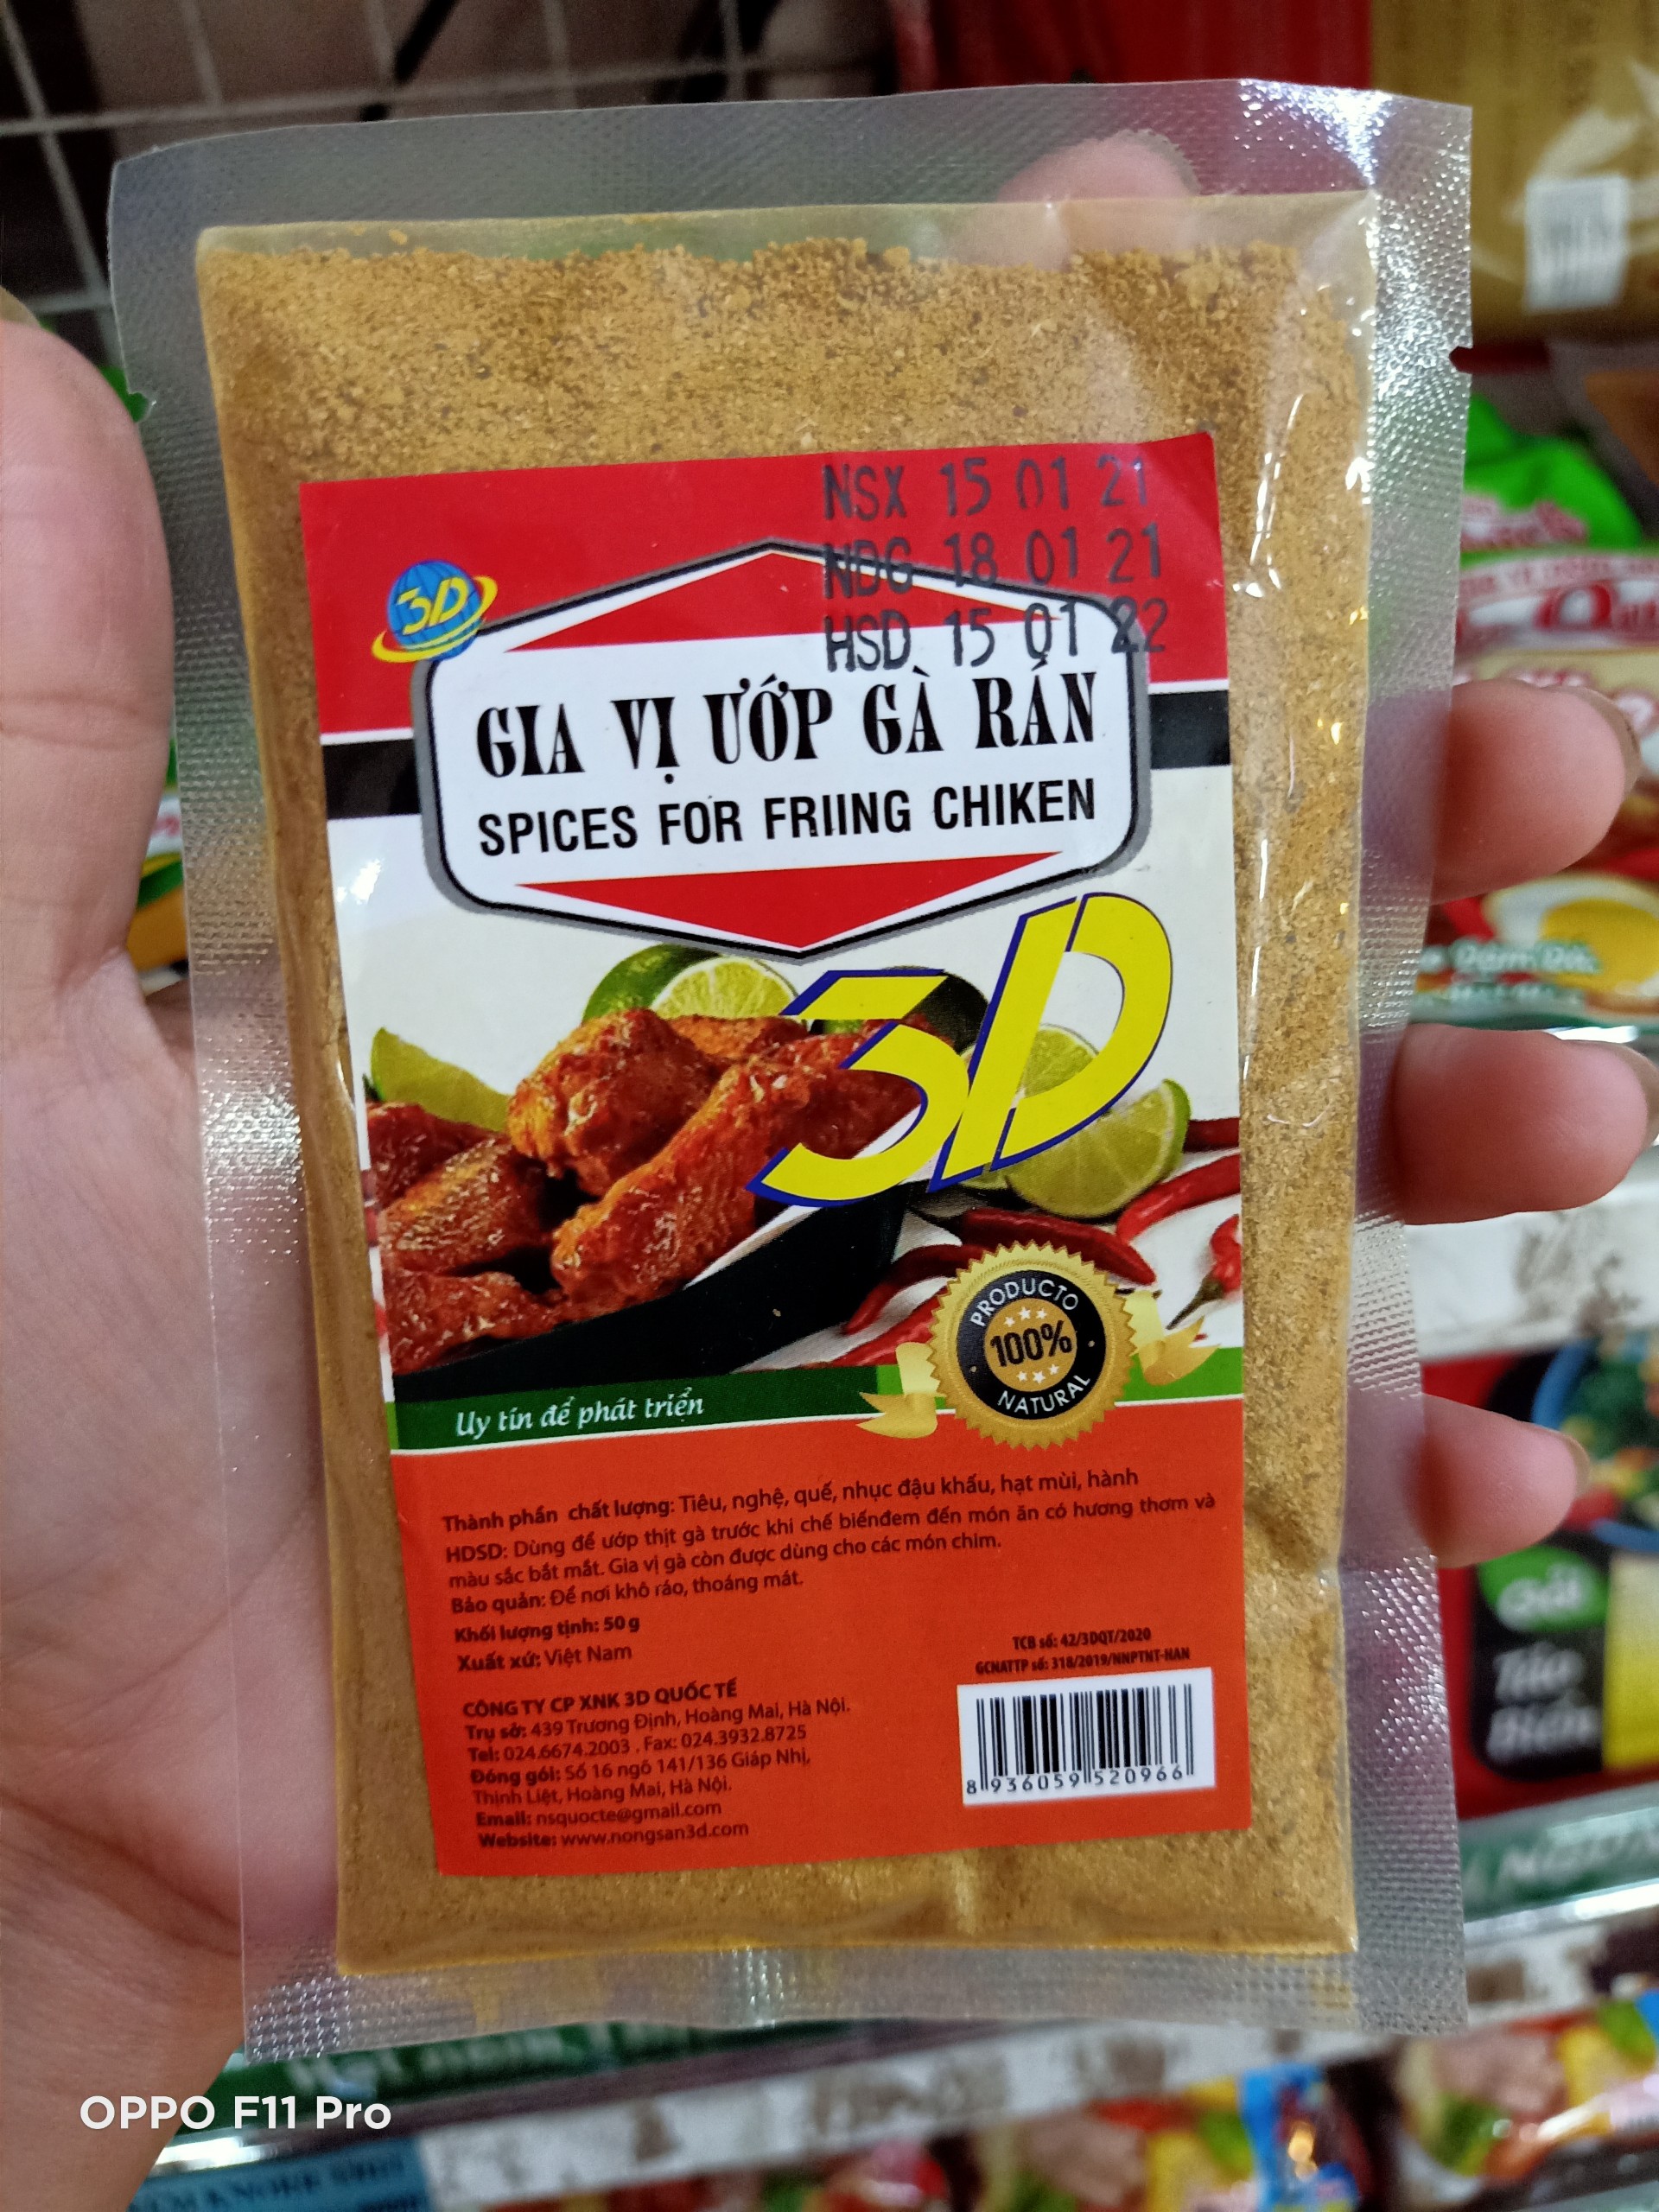 NSX 15 01 21
NDG 18 01 21
HSD 15 01 22
3D
GIA VỊ ƯỚP GÀ RÁN
SPICES FOR FRIING CHIKEN
3D
PRODUCTO
100%
NATURAL
Uy tín để phát triển
Thành phần chất lượng: Tiêu, nghệ, quế, nhục đậu khấu, hạt mùi, hành
HDSD: Dùng để ướp thịt gà trước khi chế biếnđem đến món ăn có hương thơm và
màu sắc bắt mắt. Gia vị gà còn được dùng cho các món chim.
Bảo quản: Để nơi khô ráo, thoáng mát.
Khối lượng tịnh: 50 g
Xuất xứ: Việt Nam
TCB số: 42/3DQT/2020
GCNATTP số: 318/2019/NNPTNT-HAN
CÔNG TY CP XNK 3D QUỐC TẾ
Trụ sở: 439 Trương Định, Hoàng Mai, Hà Nội.
Tel: 024.6674.2003 . Fax: 024.3932.8725
Đóng gói: Số 16 ngõ 141/136 Giáp Nhị,
Thịnh Liệt, Hoàng Mai, Hà Nội.
Email: nsquocte@gmail.com
Website: www.nongsan3d.com
8 936059 520966
OPPO F11 Pro